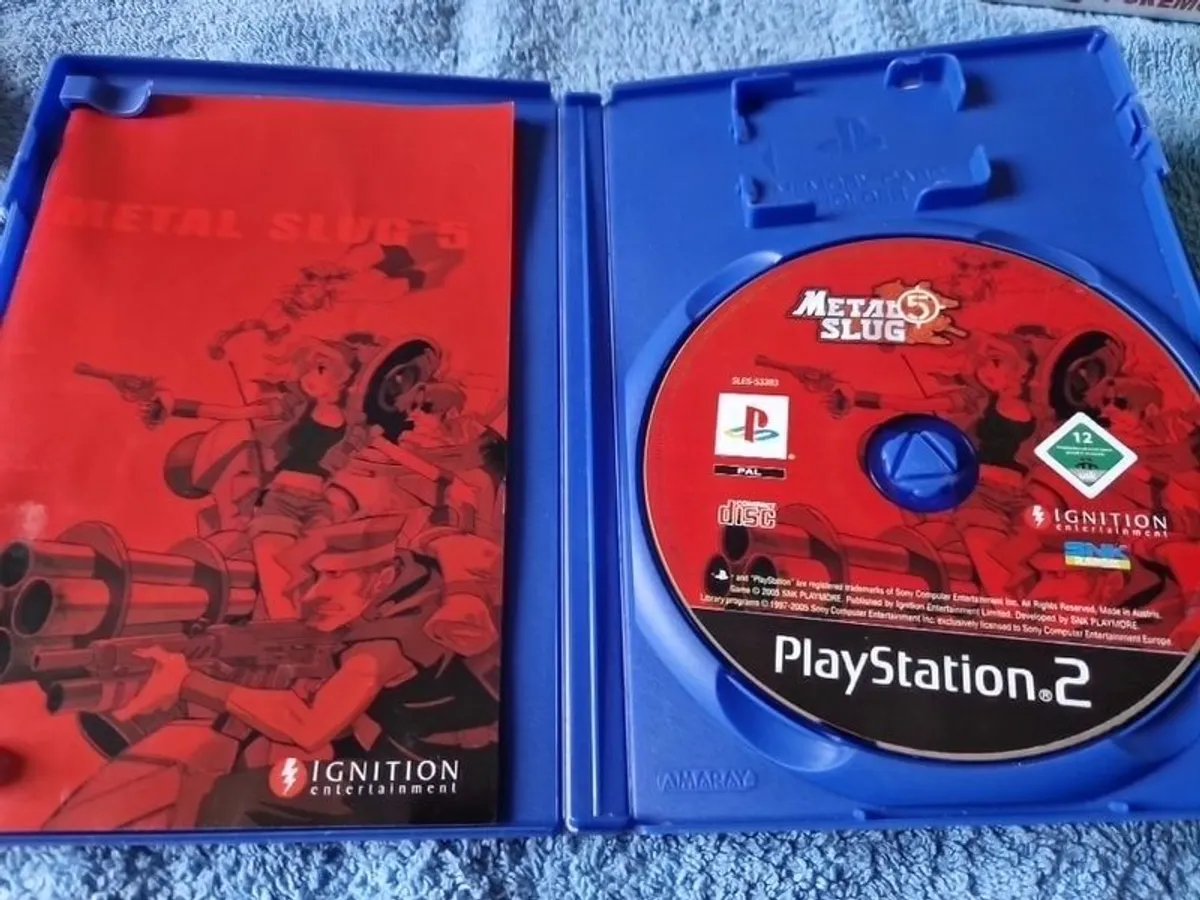 METAL SLUG 5
IGNITION
entertainment
METAL 5
SLUG
SLES-53383
PAL
COMPACT
disc
12
IGNITION
entertainment
SNK
PLAYMORE
and "PlayStation" are registered trademarks of Sony Computer Entertainment Inc. All Rights Reserved. Made in Austria.
Game © 2005 SNK PLAYMORE. Published by Ignition Entertainment Limited. Developed by SNK PLAYMORE.
Library programs © 1997-2005 Sony Computer Entertainment Inc. exclusively licensed to Sony Computer Entertainment Europe.
PlayStation®2
AMARAY